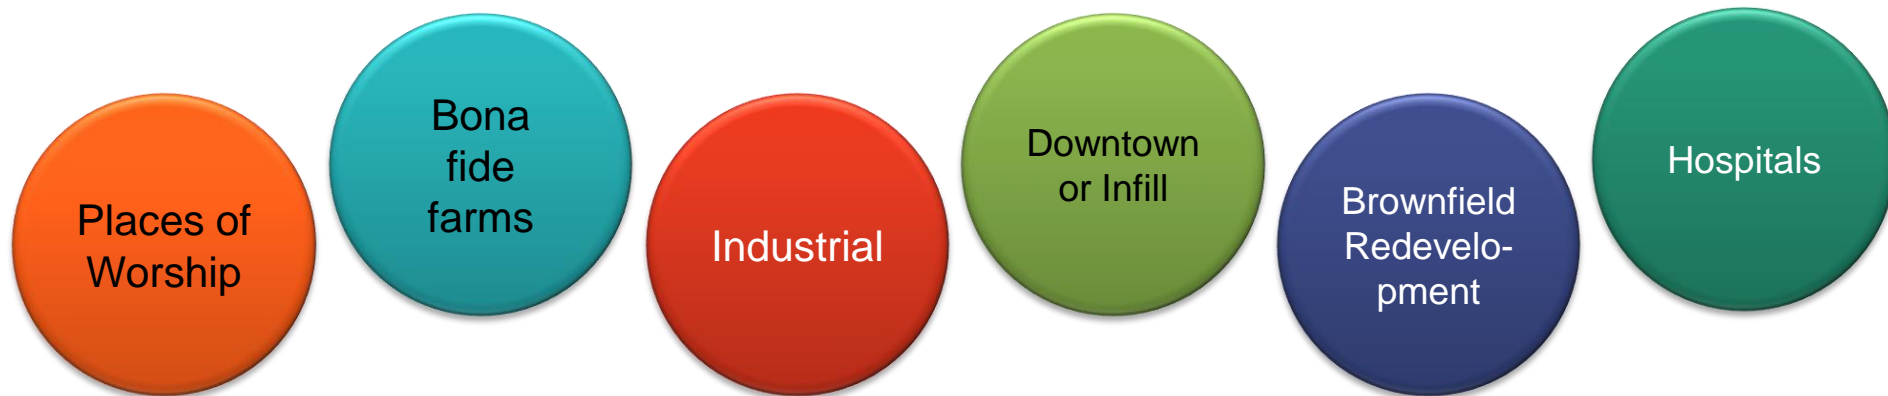 Places of
Worship
Bona
fide
farms
Industrial
Downtown
or Infill
Brownfield
Redevelo-
pment
Hospitals